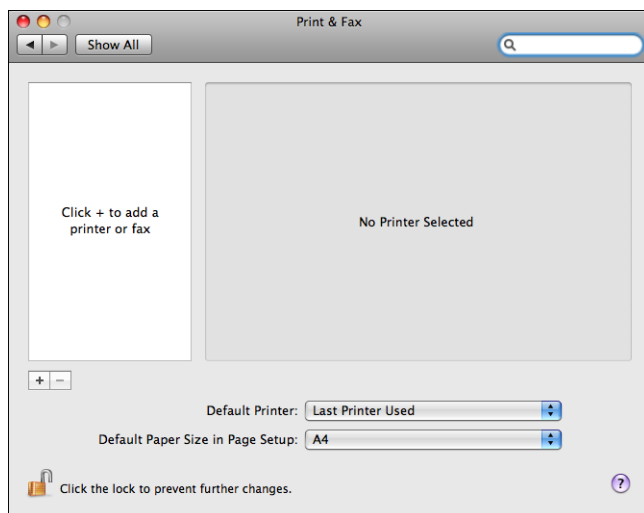 Print & Fax
Show All
Click + to add a
printer or fax
No Printer Selected
+ −
Default Printer: Last Printer Used
Default Paper Size in Page Setup: A4
Click the lock to prevent further changes.
?